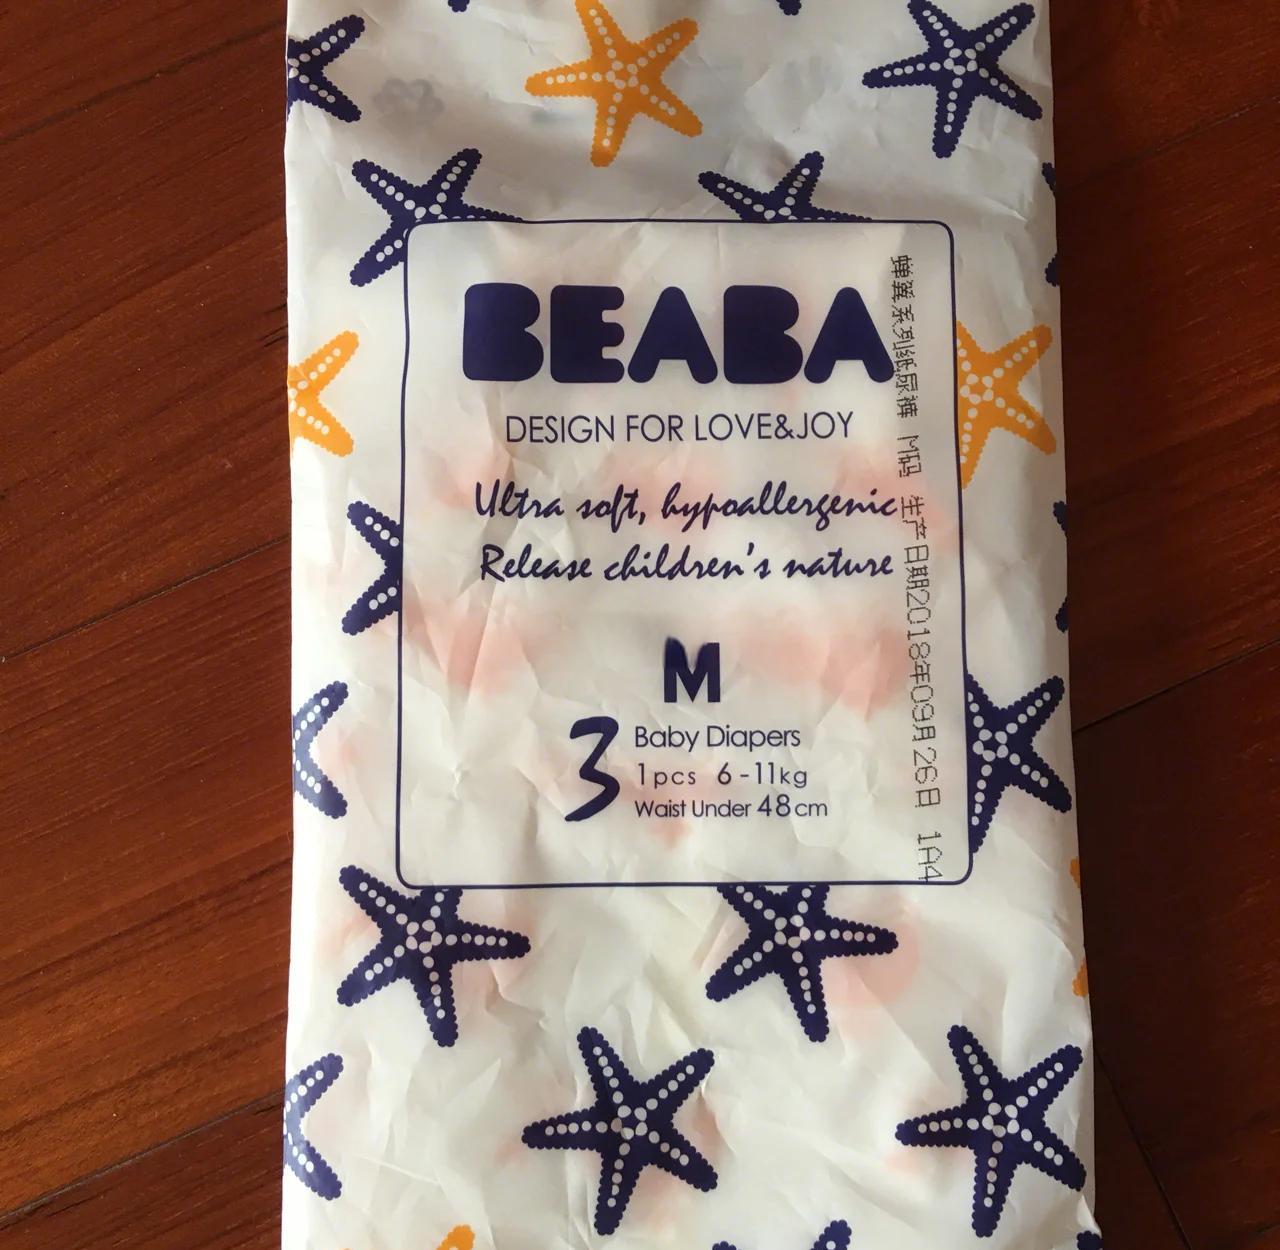 BEABA
DESIGN FOR LOVE&JOY
Ultra soft, hypoallergenic
Release children's nature
M
3
Baby Diapers
1pcs 6-11kg
Waist Under 48cm
蝉翼系列纸尿裤 M码 生产日期2018年09月26日 1A4